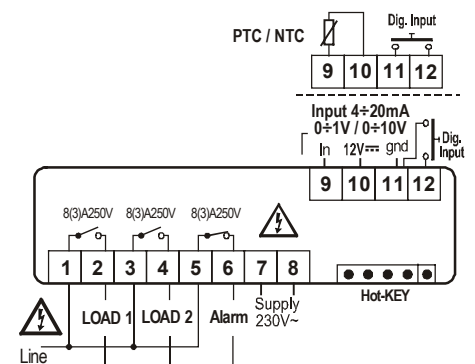 PTC / NTC
Dig. Input
9 10 11 12
Input 4÷20mA
0÷1V / 0÷10V
In 12V⎓ gnd
Dig.
Input
9 10 11 12
8(3)A250V 8(3)A250V 8(3)A250V
1 2 3 4 5 6 7 8
Hot-KEY
LOAD 1 LOAD 2 Alarm Supply
230V~
Line